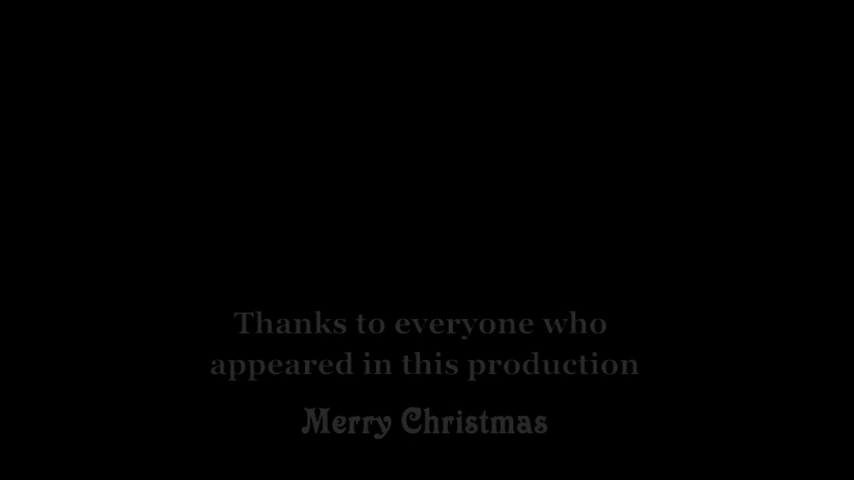 Thanks to everyone who
appeared in this production
Merry Christmas